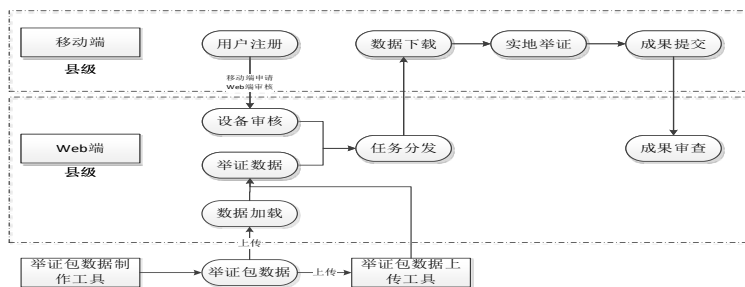 移动端
县级
用户注册
数据下载
实地举证
成果提交
移动端申请
Web端审核
Web端
县级
设备审核
举证数据
任务分发
成果审查
数据加载
上传
举证包数据制
作工具
举证包数据
上传
举证包数据上
传工具